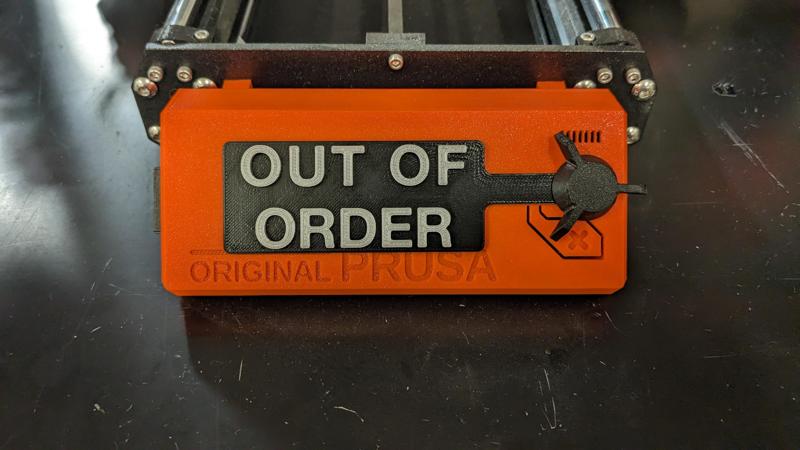 OUT OF
ORDER
ORIGINAL PRUSA